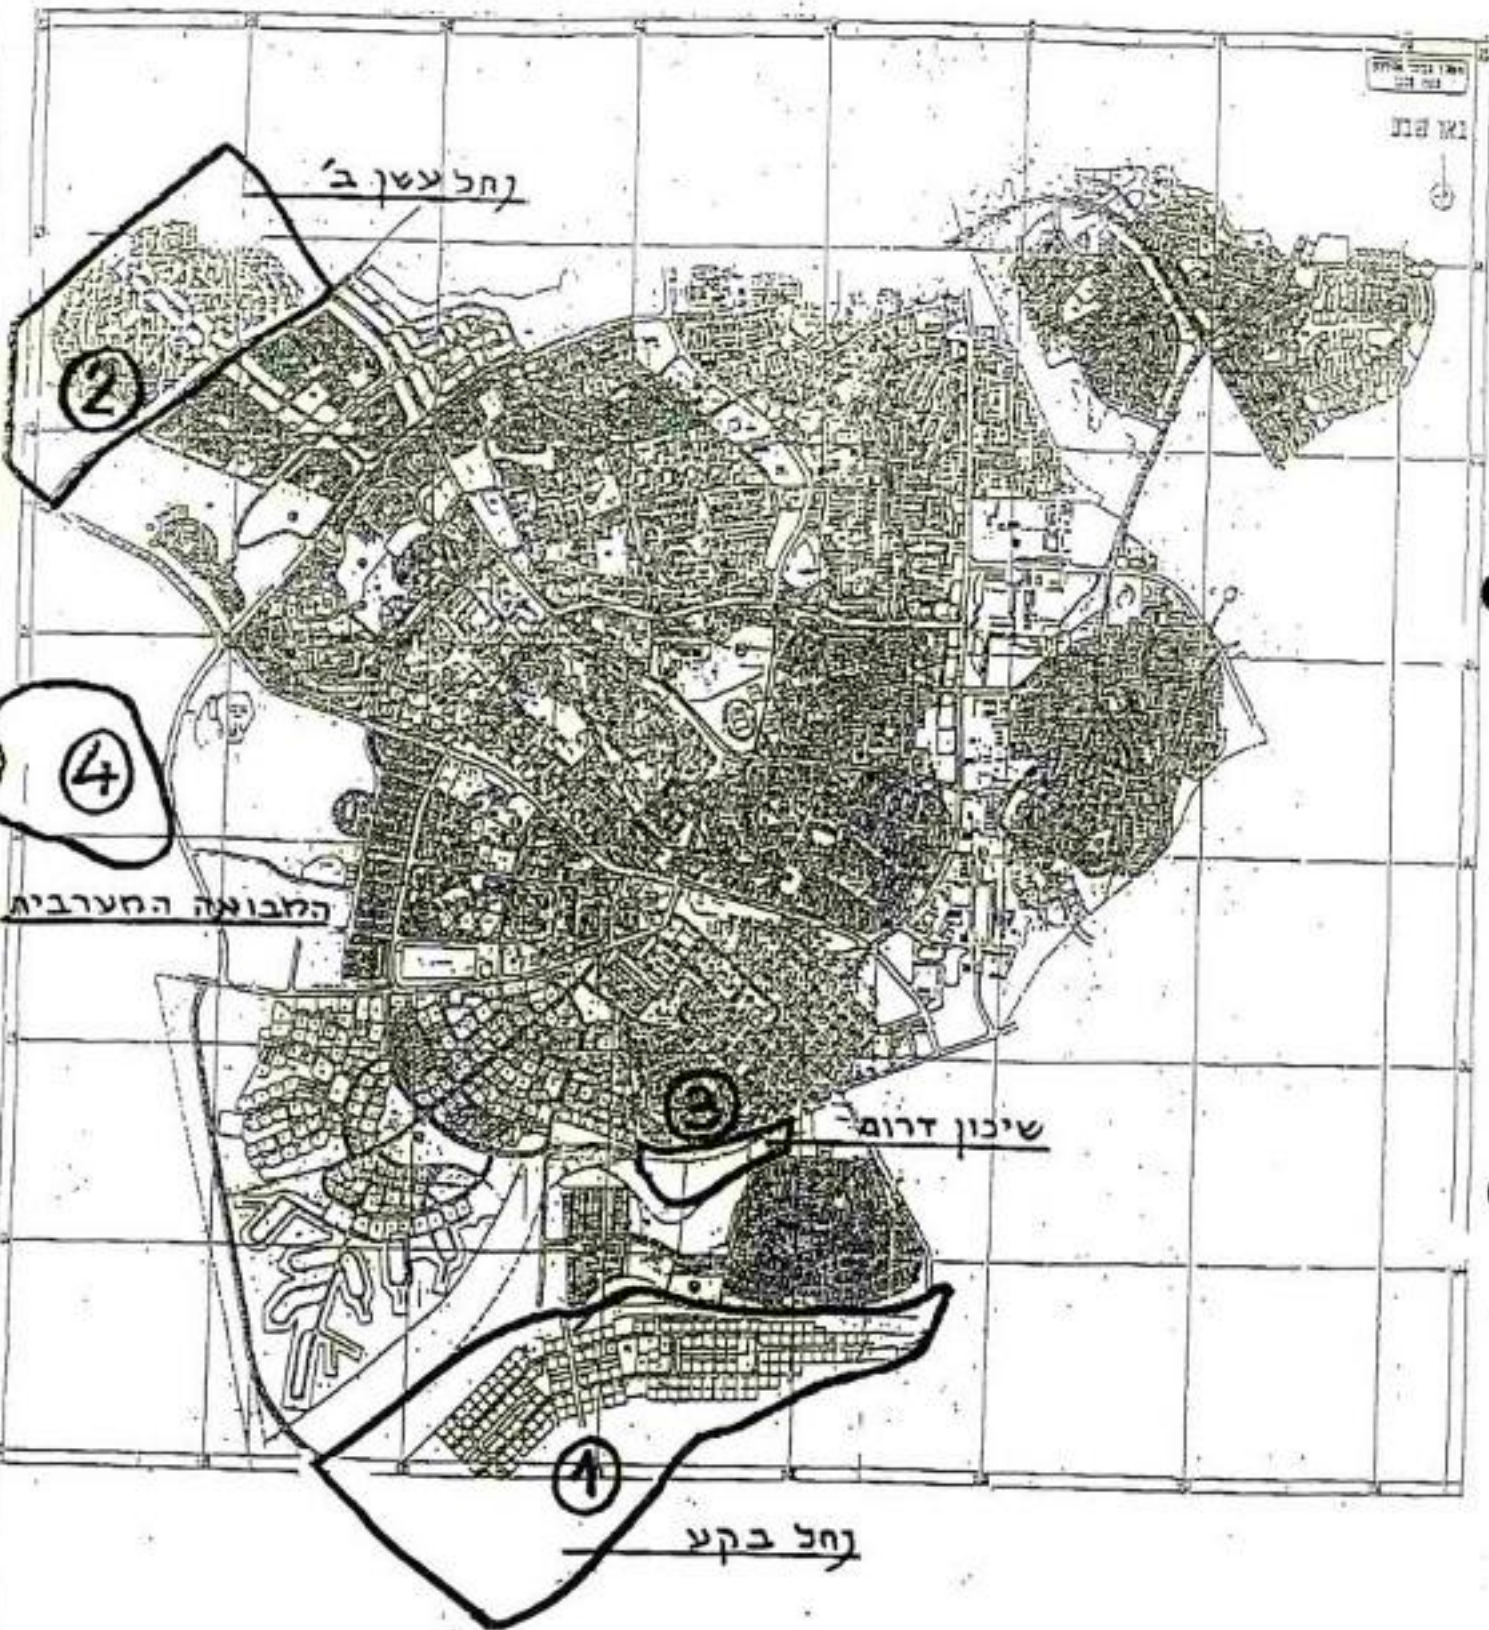 באר שבע
נחל עשן ב'
2
4
המבואה המערבית
3
שיכון דרום
1
נחל בקע